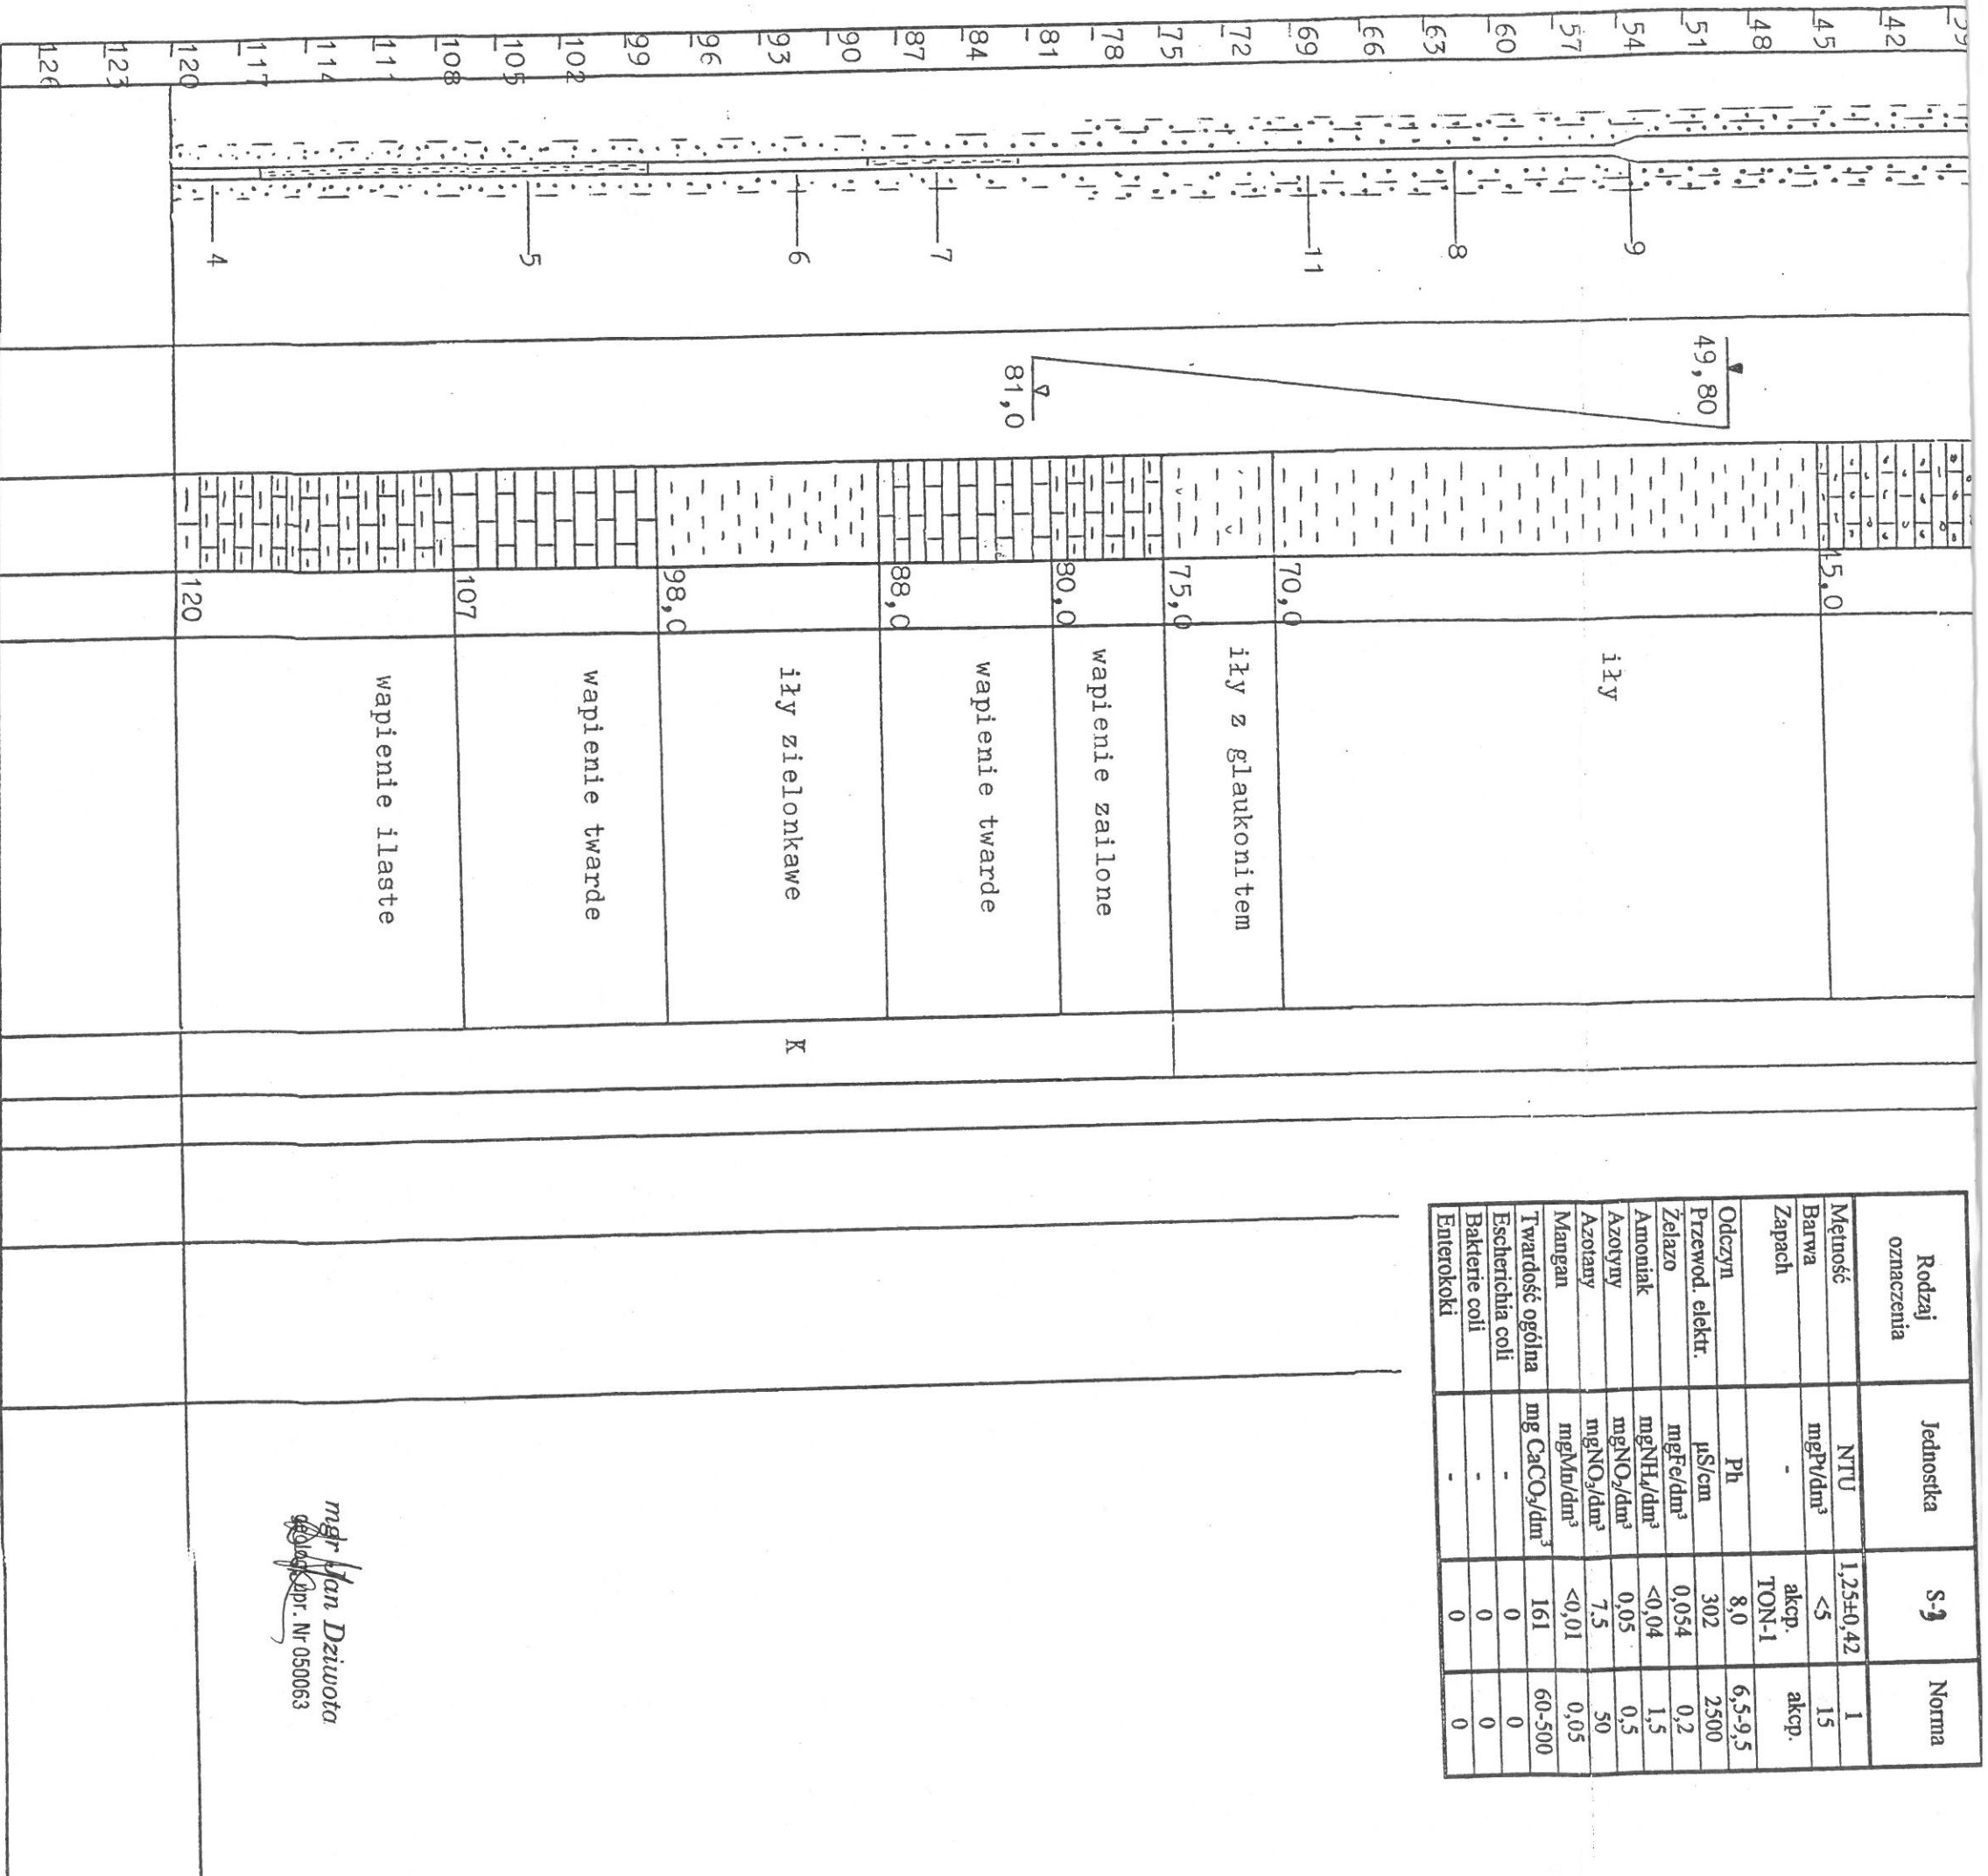 42
45
48
51
54
57
60
63
66
69
72
75
78
81
84
87
90
93
96
99
102
105
108
111
114
117
120
123
126
9
8
11
7
6
5
4
49,80
81,0
45,0
70,0
75,0
80,0
88,0
98,0
107
120
iły
iły z glaukonitem
wapienie zailone
wapienie twarde
iły zielonkawe
wapienie twarde
wapienie ilaste
K
Rodzaj oznaczenia Jednostka S-3 Norma
Mętność NTU 1,25±0,42 1
Barwa mgPt/dm³ <5 15
Zapach - akcp. TON-1 akcp.
Odczyn Ph 8,0 6,5-9,5
Przewod. elektr. µS/cm 302 2500
Żelazo mgFe/dm³ 0,054 0,2
Amoniak mgNH₄/dm³ <0,04 1,5
Azotyny mgNO₂/dm³ 0,05 0,5
Azotany mgNO₃/dm³ 7.5 50
Mangan mgMn/dm³ <0,01 0,05
Twardość ogólna mg CaCO₃/dm³ 161 60-500
Escherichia coli - 0 0
Bakterie coli - 0 0
Enterokoki - 0 0
mgr Jan Dziwota
geolog upr. Nr 050063